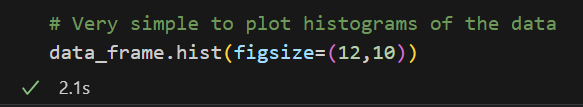 # Very simple to plot histograms of the data
data_frame.hist(figsize=(12,10))
2.1s